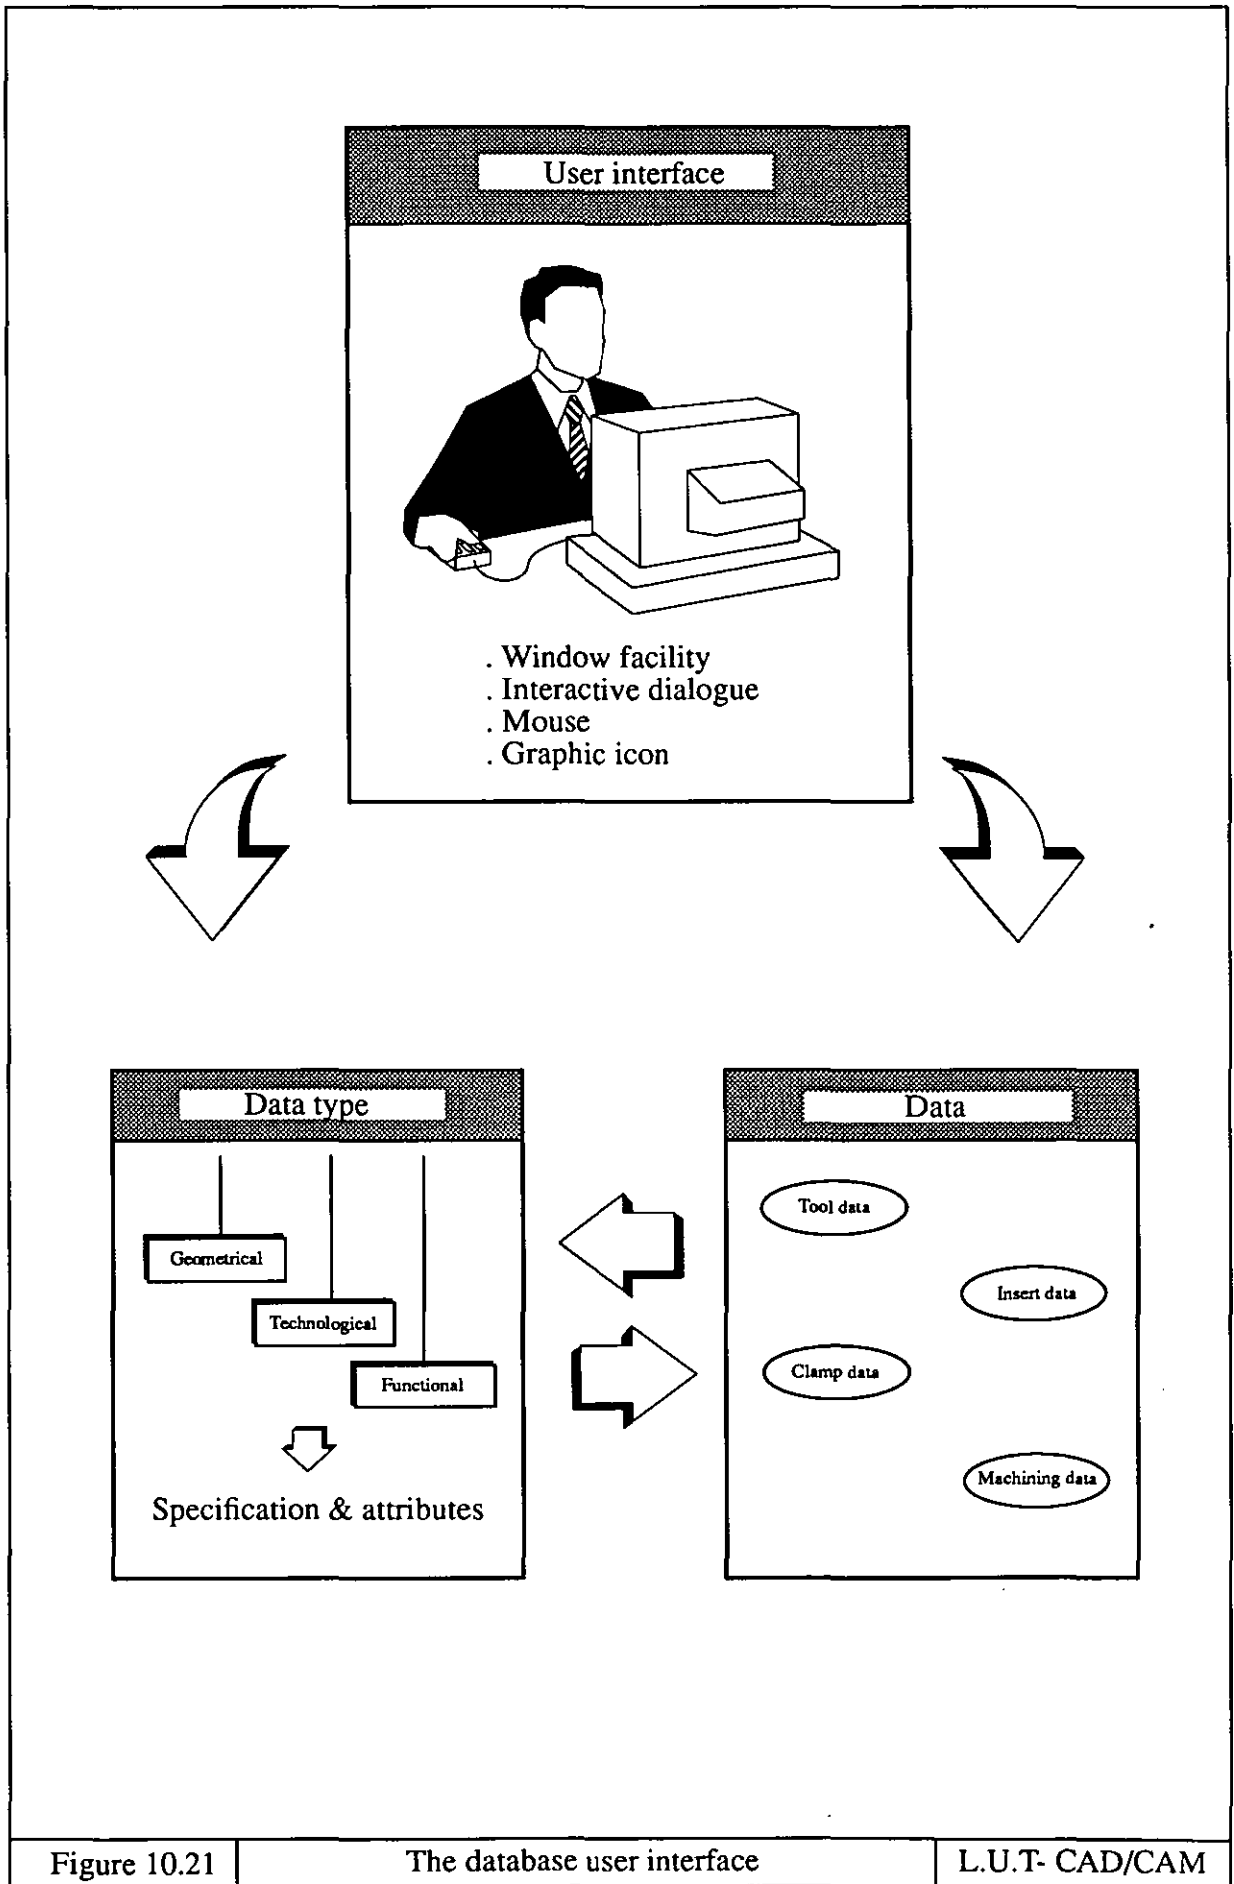 User interface
. Window facility
. Interactive dialogue
. Mouse
. Graphic icon
Data type
Geometrical
Technological
Functional
Specification & attributes
Data
Tool data
Insert data
Clamp data
Machining data
Figure 10.21
The database user interface
L.U.T- CAD/CAM